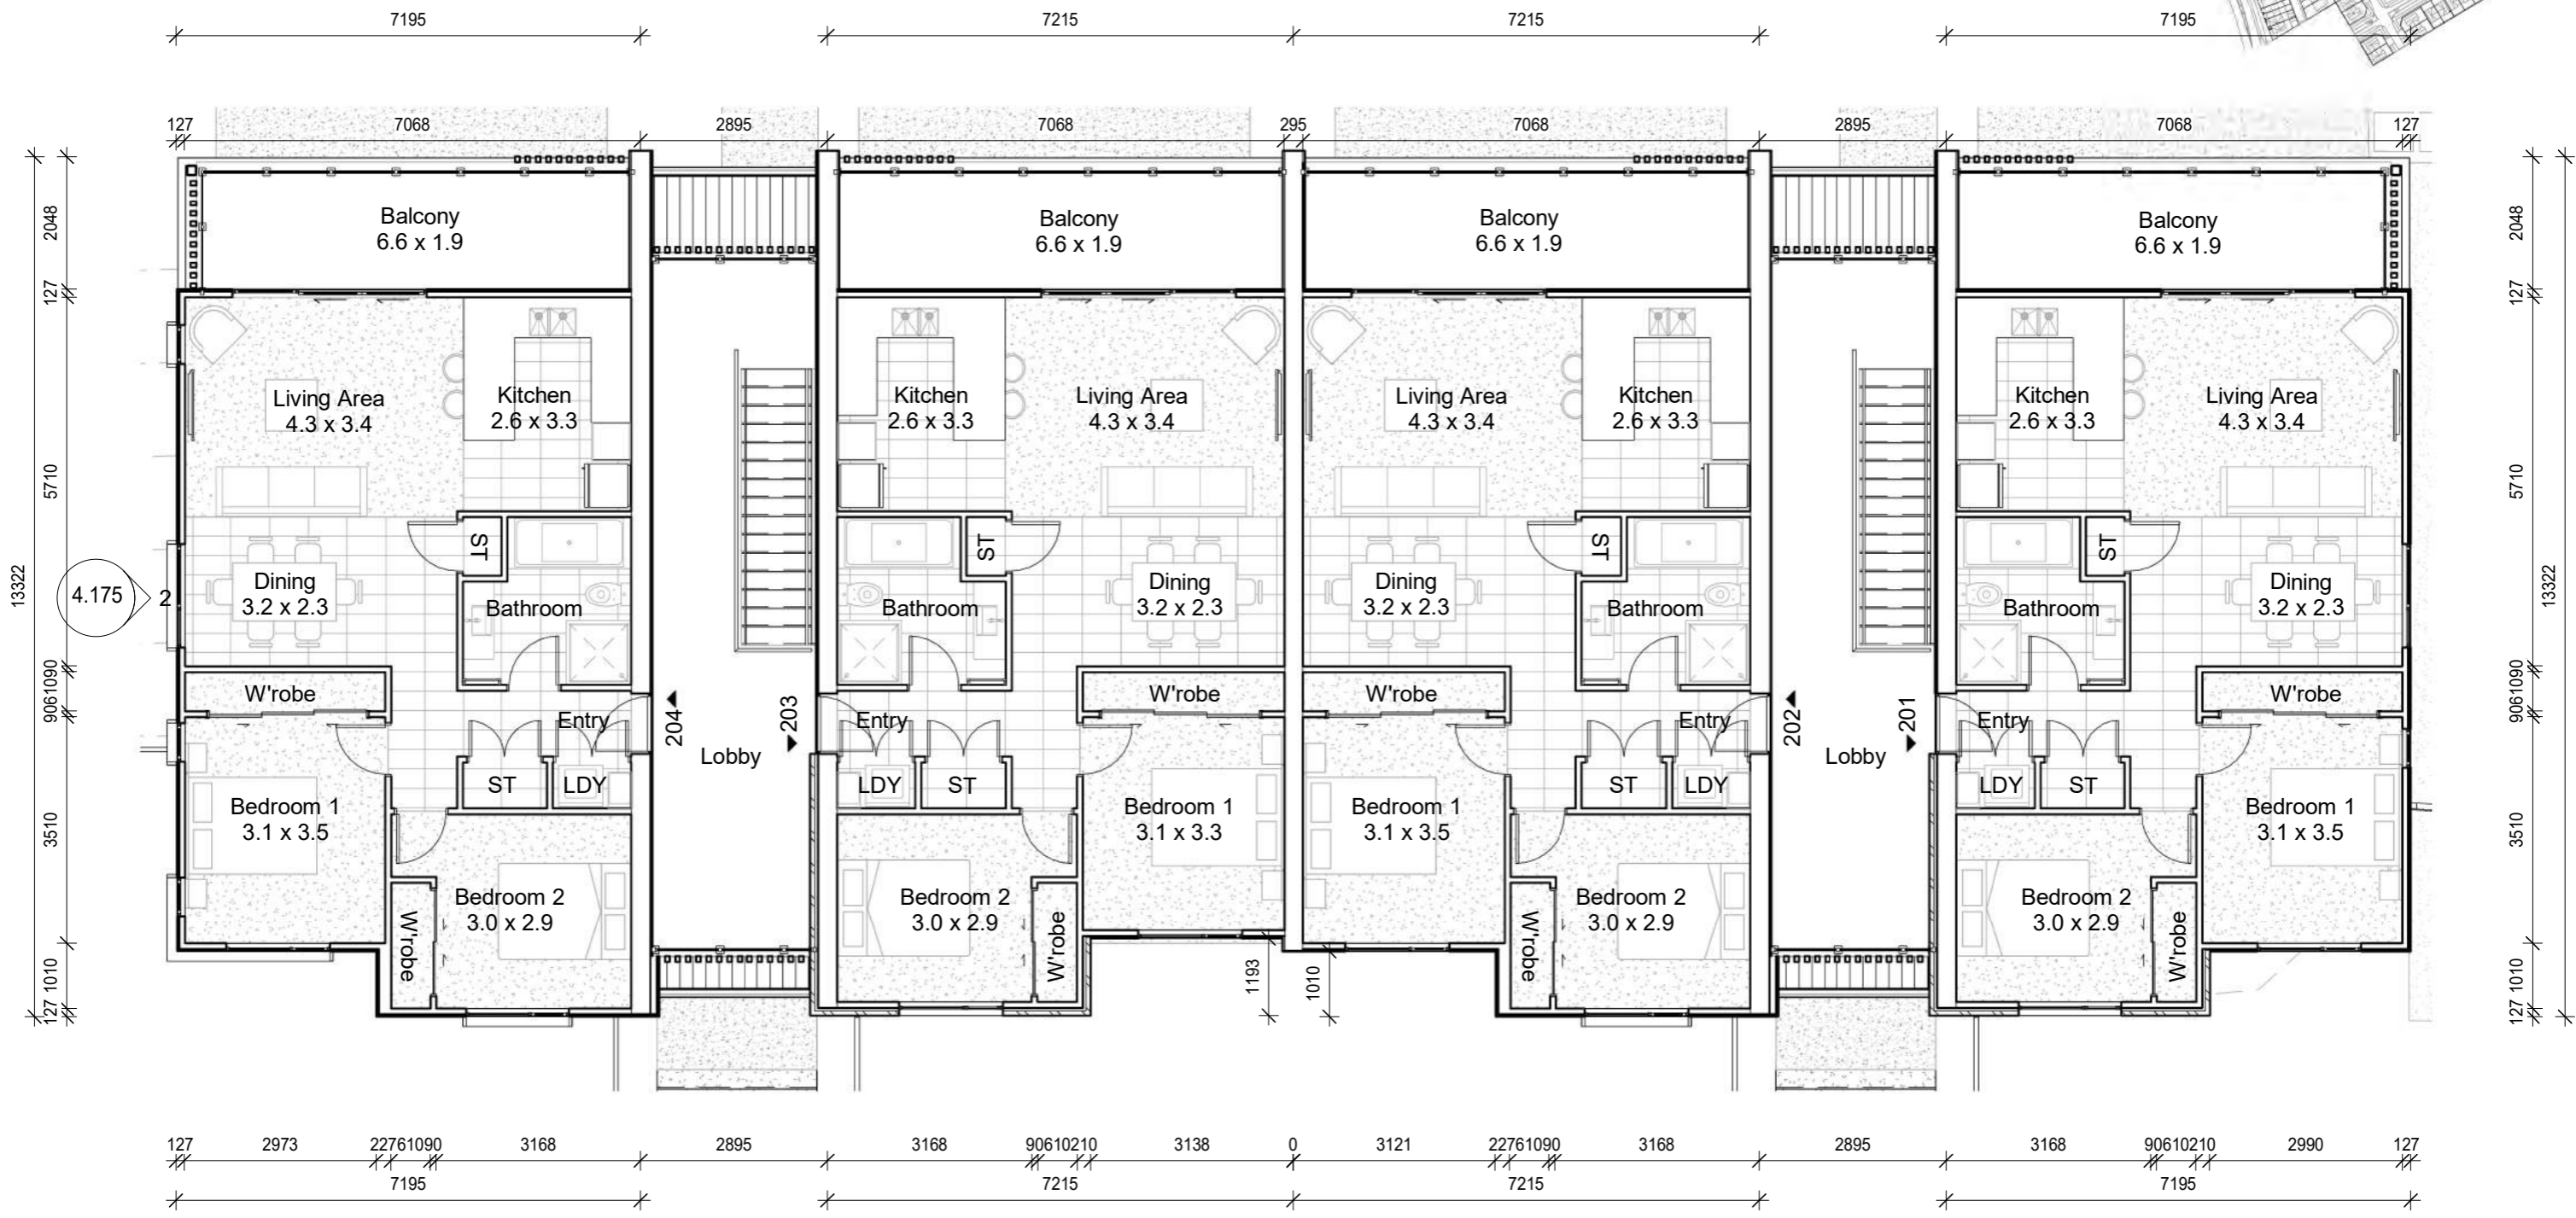 7195
7215
7215
7195
127
7068
2895
7068
295
7068
2895
7068
127
13322
2048
127
5710
9061090
3510
1010
127
Balcony
6.6 x 1.9
Balcony
6.6 x 1.9
Balcony
6.6 x 1.9
Balcony
6.6 x 1.9
Living Area
4.3 x 3.4
Kitchen
2.6 x 3.3
Kitchen
2.6 x 3.3
Living Area
4.3 x 3.4
Living Area
4.3 x 3.4
Kitchen
2.6 x 3.3
Kitchen
2.6 x 3.3
Living Area
4.3 x 3.4
4.175
2
Dining
3.2 x 2.3
ST
Bathroom
Bathroom
ST
Dining
3.2 x 2.3
Dining
3.2 x 2.3
ST
Bathroom
Bathroom
ST
Dining
3.2 x 2.3
W'robe
Entry
204
Lobby
203
Entry
W'robe
W'robe
Entry
202
Lobby
201
Entry
W'robe
Bedroom 1
3.1 x 3.5
ST
LDY
LDY
ST
Bedroom 1
3.1 x 3.3
Bedroom 1
3.1 x 3.5
ST
LDY
LDY
ST
Bedroom 1
3.1 x 3.5
W'robe
Bedroom 2
3.0 x 2.9
Bedroom 2
3.0 x 2.9
W'robe
1193
1010
W'robe
Bedroom 2
3.0 x 2.9
Bedroom 2
3.0 x 2.9
W'robe
2048
127
5710
9061090
3510
1010
127
13322
127
2973
22761090
3168
2895
3168
90610210
3138
0
3121
22761090
3168
2895
3168
90610210
2990
127
7195
7215
7215
7195